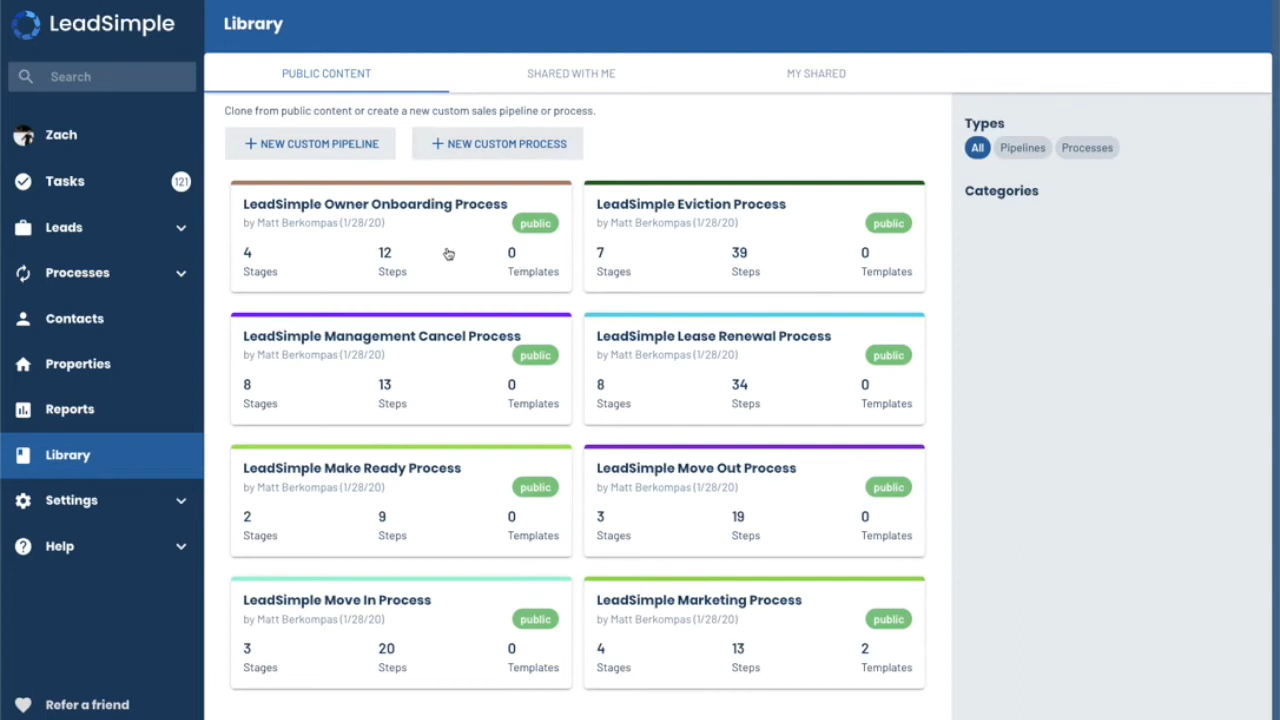 LeadSimple
Library
Search
PUBLIC CONTENT
SHARED WITH ME
MY SHARED
Clone from public content or create a new custom sales pipeline or process.
+ NEW CUSTOM PIPELINE
+ NEW CUSTOM PROCESS
Types
All
Pipelines
Processes
Categories
Zach
Tasks
121
Leads
Processes
Contacts
Properties
Reports
Library
Settings
Help
Refer a friend
LeadSimple Owner Onboarding Process
by Matt Berkompas (1/28/20)
public
4 12 0
Stages Steps Templates
LeadSimple Eviction Process
by Matt Berkompas (1/28/20)
public
7 39 0
Stages Steps Templates
LeadSimple Management Cancel Process
by Matt Berkompas (1/28/20)
public
8 13 0
Stages Steps Templates
LeadSimple Lease Renewal Process
by Matt Berkompas (1/28/20)
public
8 34 0
Stages Steps Templates
LeadSimple Make Ready Process
by Matt Berkompas (1/28/20)
public
2 9 0
Stages Steps Templates
LeadSimple Move Out Process
by Matt Berkompas (1/28/20)
public
3 19 0
Stages Steps Templates
LeadSimple Move In Process
by Matt Berkompas (1/28/20)
public
3 20 0
Stages Steps Templates
LeadSimple Marketing Process
by Matt Berkompas (1/28/20)
public
4 13 2
Stages Steps Templates